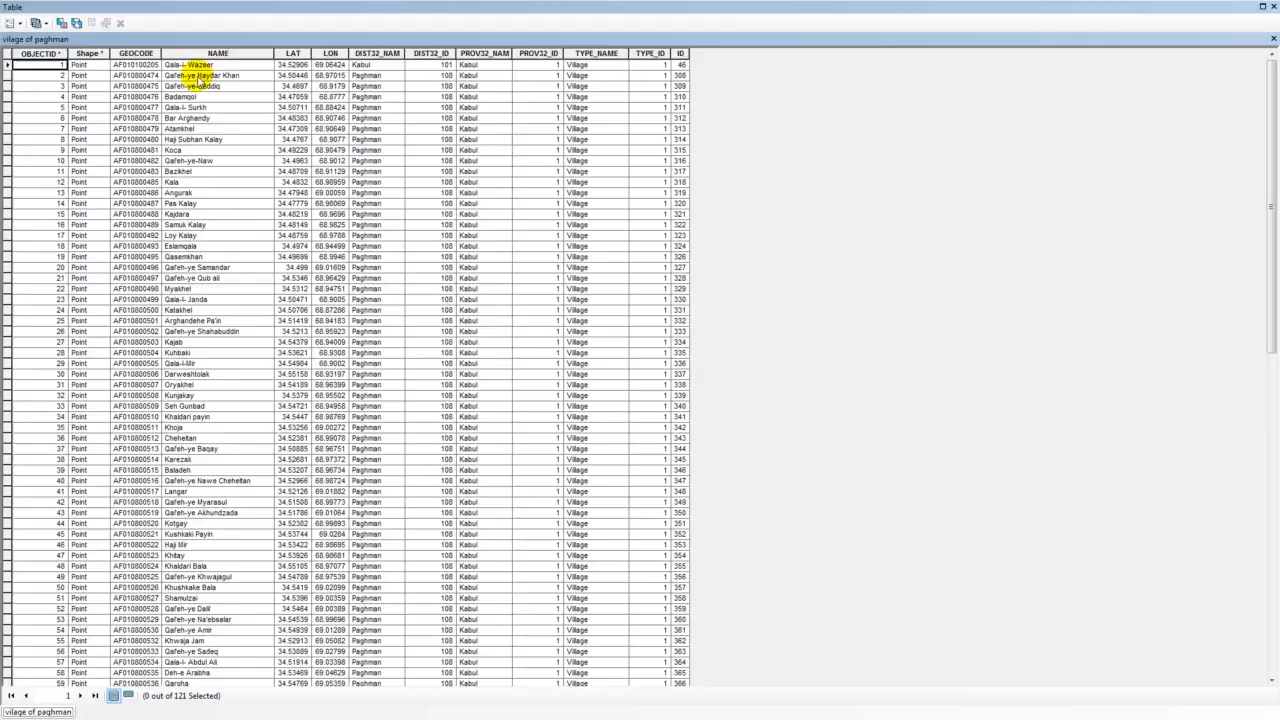 Table
vilage of paghman
OBJECTID * Shape * GEOCODE NAME LAT LON DIST32_NAM DIST32_ID PROV32_NAM PROV32_ID TYPE_NAME TYPE_ID ID
1 Point AF010100205 Qala-I- Wazeer 34.52906 69.06424 Kabul 101 Kabul 1 Village 1 46
2 Point AF010800474 Qal'eh-ye Haydar Khan 34.50446 68.97015 Paghman 108 Kabul 1 Village 1 308
3 Point AF010800475 34.4697 68.9179 Paghman 108 Kabul 1 Village 1 309
4 Point AF010800476 Badamqol 34.47059 68.8777 Paghman 108 Kabul 1 Village 1 310
5 Point AF010800477 Qala-I- Surkh 34.50711 68.88424 Paghman 108 Kabul 1 Village 1 311
6 Point AF010800478 Bar Arghandy 34.48383 68.90746 Paghman 108 Kabul 1 Village 1 312
7 Point AF010800479 Atamkhel 34.47309 68.90649 Paghman 108 Kabul 1 Village 1 313
8 Point AF010800480 Haji Subhan Kalay 34.4767 68.9077 Paghman 108 Kabul 1 Village 1 314
9 Point AF010800481 Koca 34.49229 68.90479 Paghman 108 Kabul 1 Village 1 315
10 Point AF010800482 Qal'eh-ye-Naw 34.4963 68.9012 Paghman 108 Kabul 1 Village 1 316
11 Point AF010800483 Bazikhel 34.48709 68.91129 Paghman 108 Kabul 1 Village 1 317
12 Point AF010800485 Kala 34.4832 68.98959 Paghman 108 Kabul 1 Village 1 318
13 Point AF010800486 Angurak 34.47948 69.00059 Paghman 108 Kabul 1 Village 1 319
14 Point AF010800487 Pas Kalay 34.47779 68.98069 Paghman 108 Kabul 1 Village 1 320
15 Point AF010800488 Kajdara 34.48219 68.9696 Paghman 108 Kabul 1 Village 1 321
16 Point AF010800489 Samuk Kalay 34.48149 68.9825 Paghman 108 Kabul 1 Village 1 322
17 Point AF010800492 Loy Kalay 34.48759 68.9788 Paghman 108 Kabul 1 Village 1 323
18 Point AF010800493 Eslamqala 34.4974 68.94499 Paghman 108 Kabul 1 Village 1 324
19 Point AF010800495 Qasemkhan 34.49699 68.9946 Paghman 108 Kabul 1 Village 1 326
20 Point AF010800496 Qal'eh-ye Samandar 34.499 69.01609 Paghman 108 Kabul 1 Village 1 327
21 Point AF010800497 Qal'eh-ye Qub ali 34.5346 68.96429 Paghman 108 Kabul 1 Village 1 328
22 Point AF010800498 Myakhel 34.5312 68.94751 Paghman 108 Kabul 1 Village 1 329
23 Point AF010800499 Qala-I- Janda 34.50471 68.9005 Paghman 108 Kabul 1 Village 1 330
24 Point AF010800500 Katakhel 34.50706 68.87286 Paghman 108 Kabul 1 Village 1 331
25 Point AF010800501 Arghandehe Pa'in 34.51419 68.94183 Paghman 108 Kabul 1 Village 1 332
26 Point AF010800502 Qal'eh-ye Shahabuddin 34.5213 68.95923 Paghman 108 Kabul 1 Village 1 333
27 Point AF010800503 Kajab 34.54379 68.94009 Paghman 108 Kabul 1 Village 1 334
28 Point AF010800504 Kuhbaki 34.53621 68.9308 Paghman 108 Kabul 1 Village 1 335
29 Point AF010800505 Qala-I-Mir 34.54984 68.9002 Paghman 108 Kabul 1 Village 1 336
30 Point AF010800506 Darweshtolak 34.55158 68.93197 Paghman 108 Kabul 1 Village 1 337
31 Point AF010800507 Oryakhel 34.54189 68.96399 Paghman 108 Kabul 1 Village 1 338
32 Point AF010800508 Kunjakay 34.5379 68.95502 Paghman 108 Kabul 1 Village 1 339
33 Point AF010800509 Seh Gunbad 34.54721 68.94958 Paghman 108 Kabul 1 Village 1 340
34 Point AF010800510 Khaldari payin 34.5447 68.98769 Paghman 108 Kabul 1 Village 1 341
35 Point AF010800511 Khoja 34.53256 69.00272 Paghman 108 Kabul 1 Village 1 342
36 Point AF010800512 Cheheltan 34.52381 68.99078 Paghman 108 Kabul 1 Village 1 343
37 Point AF010800513 Qal'eh-ye Baqay 34.50885 68.96751 Paghman 108 Kabul 1 Village 1 344
38 Point AF010800514 Karezak 34.52681 68.97372 Paghman 108 Kabul 1 Village 1 345
39 Point AF010800515 Baladeh 34.53207 68.96734 Paghman 108 Kabul 1 Village 1 346
40 Point AF010800516 Qal'eh-ye Nawe Cheheltan 34.52966 68.98724 Paghman 108 Kabul 1 Village 1 347
41 Point AF010800517 Langar 34.52126 69.01882 Paghman 108 Kabul 1 Village 1 348
42 Point AF010800518 Qal'eh-ye Myarasul 34.51508 68.99773 Paghman 108 Kabul 1 Village 1 349
43 Point AF010800519 Qal'eh-ye Akhundzada 34.51786 69.01064 Paghman 108 Kabul 1 Village 1 350
44 Point AF010800520 Kotgay 34.52302 68.99893 Paghman 108 Kabul 1 Village 1 351
45 Point AF010800521 Kushkaki Payin 34.53744 69.0284 Paghman 108 Kabul 1 Village 1 352
46 Point AF010800522 Haji Mir 34.53422 68.98695 Paghman 108 Kabul 1 Village 1 353
47 Point AF010800523 Khitay 34.53926 68.98681 Paghman 108 Kabul 1 Village 1 354
48 Point AF010800524 Khaldari Bala 34.55105 68.97077 Paghman 108 Kabul 1 Village 1 355
49 Point AF010800525 Qal'eh-ye Khwajagul 34.54789 68.97539 Paghman 108 Kabul 1 Village 1 356
50 Point AF010800526 Khushkake Bala 34.5419 69.02099 Paghman 108 Kabul 1 Village 1 357
51 Point AF010800527 Shamulzai 34.5396 69.00359 Paghman 108 Kabul 1 Village 1 358
52 Point AF010800528 Qal'eh-ye Dalil 34.5464 69.00389 Paghman 108 Kabul 1 Village 1 359
53 Point AF010800529 Qal'eh-ye Na'ebsalar 34.54539 68.99696 Paghman 108 Kabul 1 Village 1 360
54 Point AF010800530 Qal'eh-ye Amir 34.54939 69.01289 Paghman 108 Kabul 1 Village 1 361
55 Point AF010800532 Khwaja Jam 34.52913 69.05082 Paghman 108 Kabul 1 Village 1 362
56 Point AF010800533 Qal'eh-ye Sadeq 34.53089 69.02799 Paghman 108 Kabul 1 Village 1 363
57 Point AF010800534 Qala-I- Abdul Ali 34.51914 69.03398 Paghman 108 Kabul 1 Village 1 364
58 Point AF010800535 Deh-e Arabha 34.53469 69.04629 Paghman 108 Kabul 1 Village 1 365
59 Point AF010800536 Qargha 34.54769 69.05359 Paghman 108 Kabul 1 Village 1 366
1 (0 out of 121 Selected)
vilage of paghman